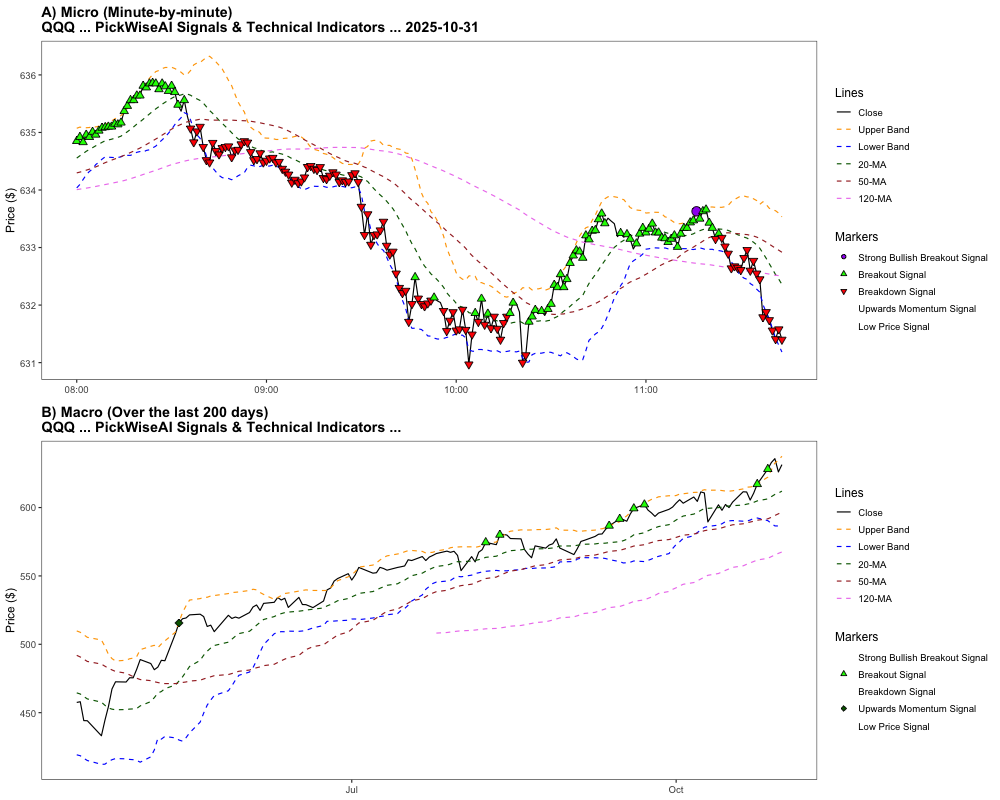 A) Micro (Minute-by-minute)
QQQ ... PickWiseAI Signals & Technical Indicators ... 2025-10-31
Price ($)
636
635
634
633
632
631
08:00
09:00
10:00
11:00
Lines
Close
Upper Band
Lower Band
20-MA
50-MA
120-MA
Markers
Strong Bullish Breakout Signal
Breakout Signal
Breakdown Signal
Upwards Momentum Signal
Low Price Signal
B) Macro (Over the last 200 days)
QQQ ... PickWiseAI Signals & Technical Indicators ...
Price ($)
600
550
500
450
Jul
Oct
Lines
Close
Upper Band
Lower Band
20-MA
50-MA
120-MA
Markers
Strong Bullish Breakout Signal
Breakout Signal
Breakdown Signal
Upwards Momentum Signal
Low Price Signal